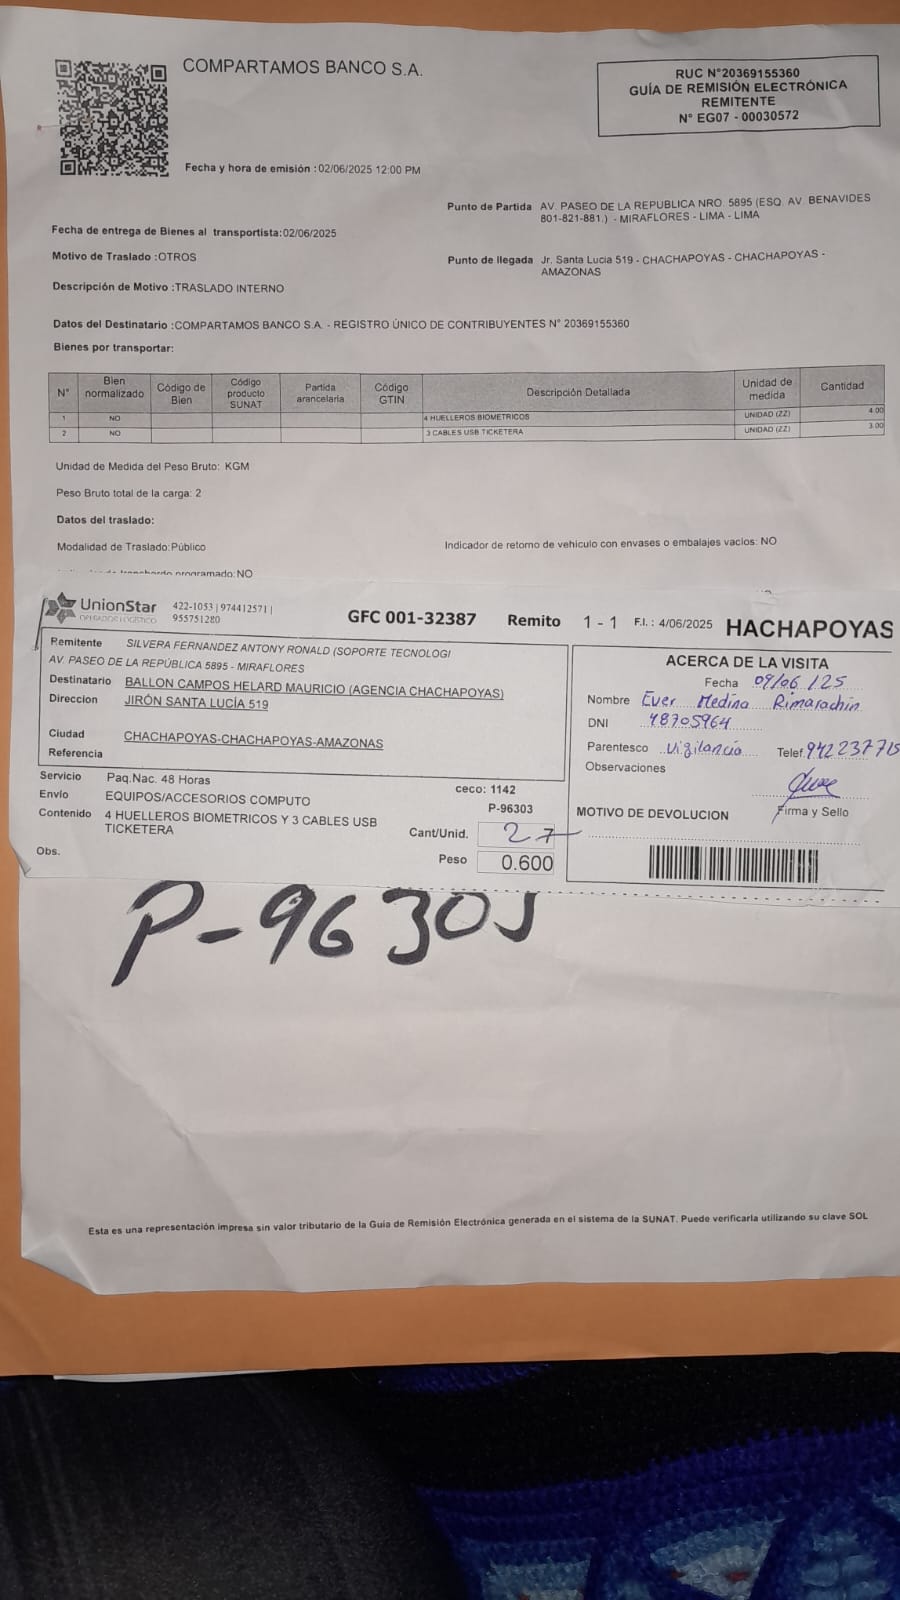 COMPARTAMOS BANCO S.A.
RUC N°20369155360
GUÍA DE REMISIÓN ELECTRÓNICA
REMITENTE
N° EG07 - 00030572
Fecha y hora de emisión : 02/06/2025 12:00 PM
Punto de Partida AV. PASEO DE LA REPUBLICA NRO. 5895 (ESQ. AV. BENAVIDES
801-821-881.) - MIRAFLORES - LIMA - LIMA
Fecha de entrega de Bienes al transportista:02/06/2025
Motivo de Traslado :OTROS
Punto de llegada Jr. Santa Lucia 519 - CHACHAPOYAS - CHACHAPOYAS -
AMAZONAS
Descripción de Motivo :TRASLADO INTERNO
Datos del Destinatario :COMPARTAMOS BANCO S.A. - REGISTRO ÚNICO DE CONTRIBUYENTES N° 20369155360
Bienes por transportar:
N° Bien normalizado Código de Bien Código producto SUNAT Partida arancelaria Código GTIN Descripción Detallada Unidad de medida Cantidad
1 NO 4 HUELLEROS BIOMETRICOS UNIDAD (ZZ) 4.00
2 NO 3 CABLES USB TICKETERA UNIDAD (ZZ) 3.00
Unidad de Medida del Peso Bruto: KGM
Peso Bruto total de la carga: 2
Datos del traslado:
Modalidad de Traslado:Público
Indicador de retorno de vehiculo con envases o embalajes vacios: NO
programado:NO
UnionStar
OPERADOR LOGÍSTICO
422-1053 | 974412571 |
955751280
GFC 001-32387 Remito 1 - 1 F.I.: 4/06/2025 HACHAPOYAS
Remitente SILVERA FERNANDEZ ANTONY RONALD (SOPORTE TECNOLOGI
AV. PASEO DE LA REPÚBLICA 5895 - MIRAFLORES
Destinatario BALLON CAMPOS HELARD MAURICIO (AGENCIA CHACHAPOYAS)
Direccion JIRÓN SANTA LUCÍA 519
Ciudad CHACHAPOYAS-CHACHAPOYAS-AMAZONAS
Referencia
Servicio Paq.Nac. 48 Horas
Envío EQUIPOS/ACCESORIOS COMPUTO
Contenido 4 HUELLEROS BIOMETRICOS Y 3 CABLES USB
TICKETERA
Obs.
ceco: 1142
P-96303
Cant/Unid. 27
Peso 0.600
ACERCA DE LA VISITA
Fecha 09/06/25
Nombre Ever Medina Rimarachin
DNI 48705964
Parentesco Vigilancia Telef.
Observaciones
Firma y Sello
MOTIVO DE DEVOLUCION
P-96303
Esta es una representación impresa sin valor tributario de la Guia de Remisión Electrónica generada en el sistema de la SUNAT. Puede verificarla utilizando su clave SOL